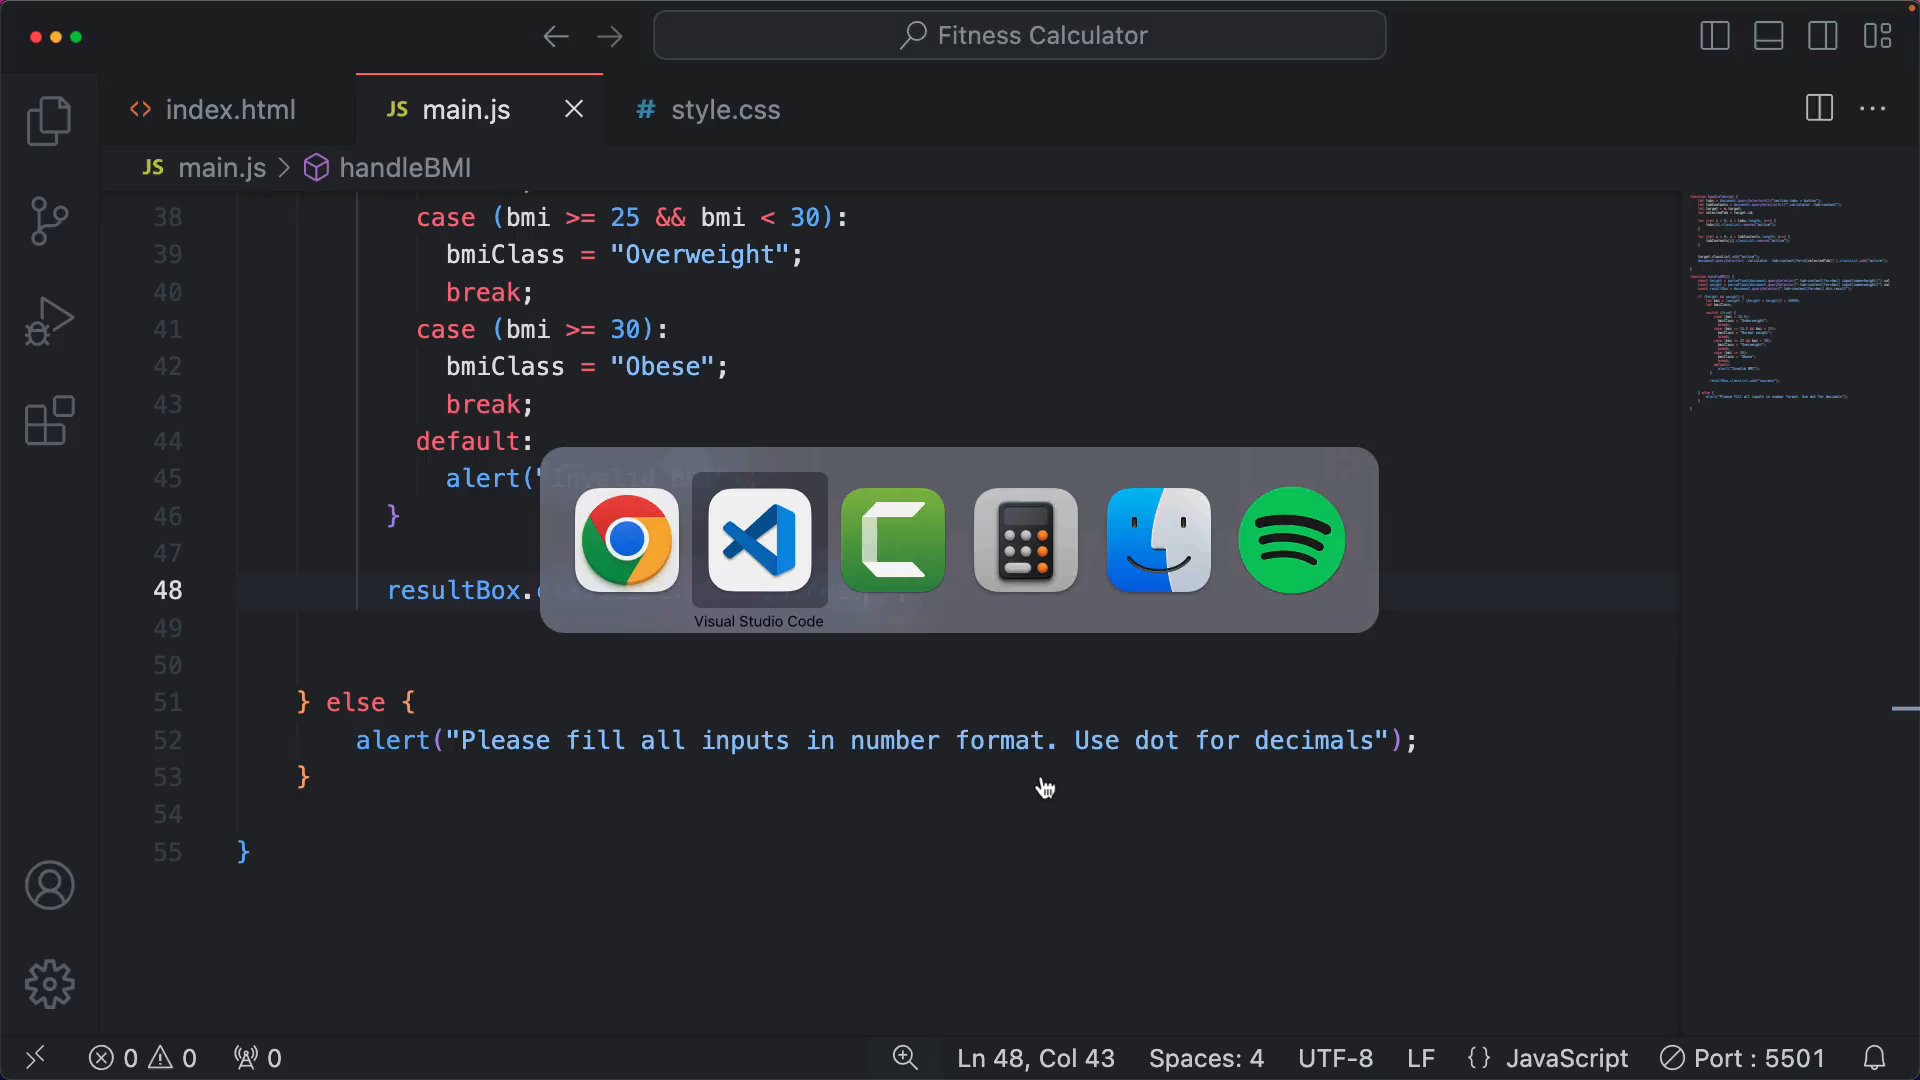 Fitness Calculator
<> index.html
JS main.js
# style.css
JS main.js > handleBMI
38 case (bmi >= 25 && bmi < 30):
39 bmiClass = "Overweight";
40 break;
41 case (bmi >= 30):
42 bmiClass = "Obese";
43 break;
44 default:
45 alert("
46 }
47
48 resultBox.
49
50
51 } else {
52 alert("Please fill all inputs in number format. Use dot for decimals");
53 }
54
55 }
Visual Studio Code
0 0 0
Ln 48, Col 43
Spaces: 4
UTF-8
LF
{} JavaScript
Port : 5501